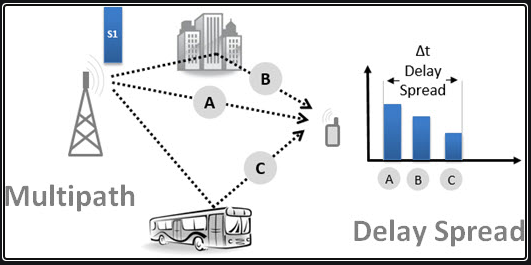 S1
B
A
C
Multipath
Δt
Delay
Spread
A B C
Delay Spread